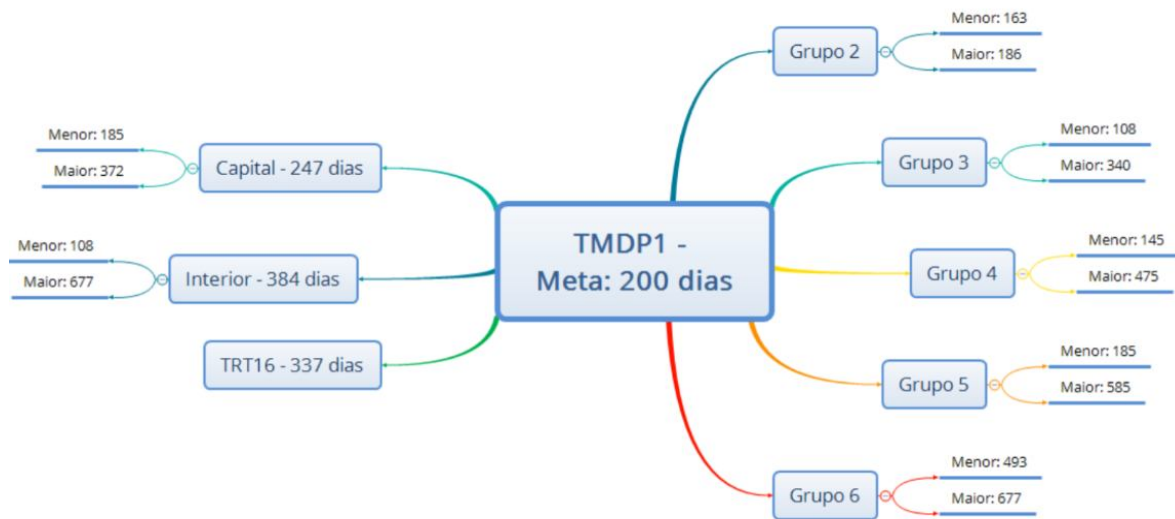 TMDP1 -
Meta: 200 dias
Capital - 247 dias
Menor: 185
Maior: 372
Interior - 384 dias
Menor: 108
Maior: 677
TRT16 - 337 dias
Grupo 2
Menor: 163
Maior: 186
Grupo 3
Menor: 108
Maior: 340
Grupo 4
Menor: 145
Maior: 475
Grupo 5
Menor: 185
Maior: 585
Grupo 6
Menor: 493
Maior: 677